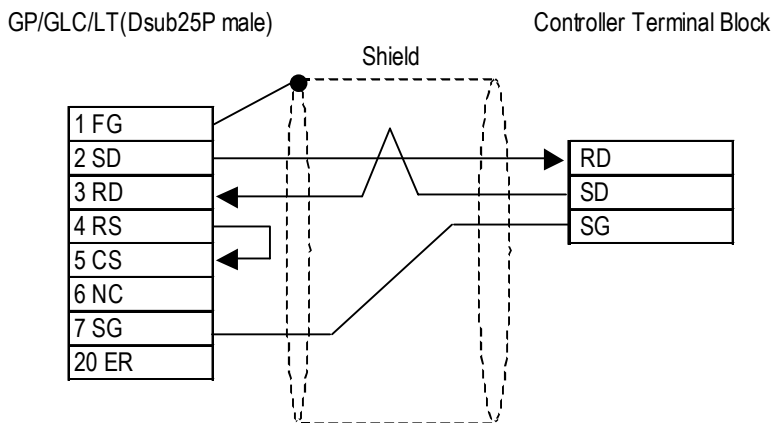 GP/GLC/LT(Dsub25P male)
Controller Terminal Block
Shield
1 FG
2 SD
3 RD
4 RS
5 CS
6 NC
7 SG
20 ER
RD
SD
SG